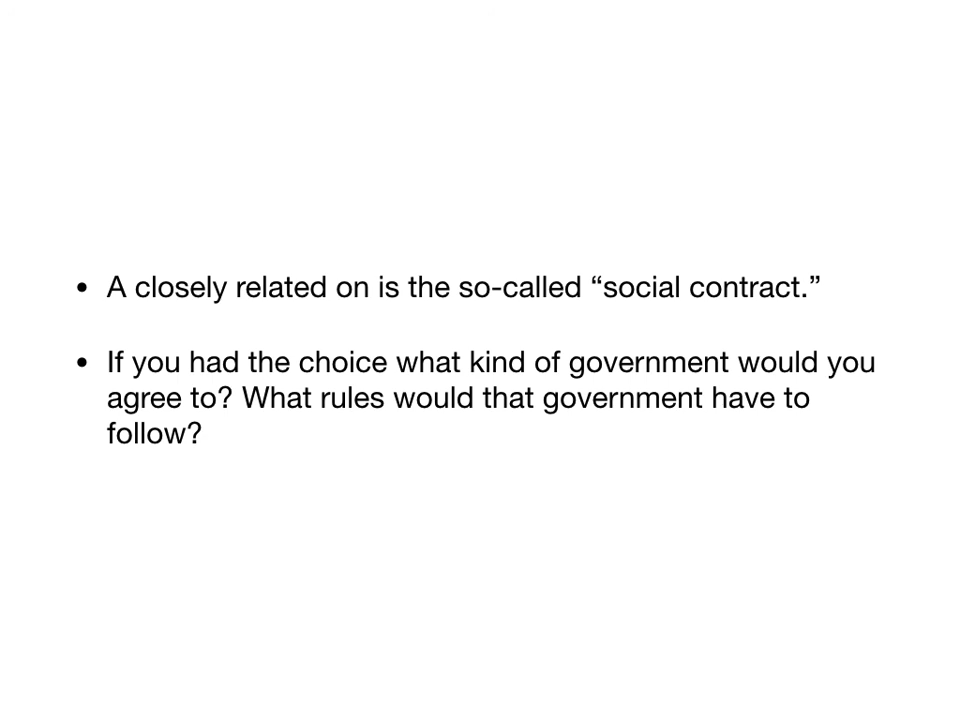 • A closely related on is the so-called “social contract.”
• If you had the choice what kind of government would you
agree to? What rules would that government have to
follow?